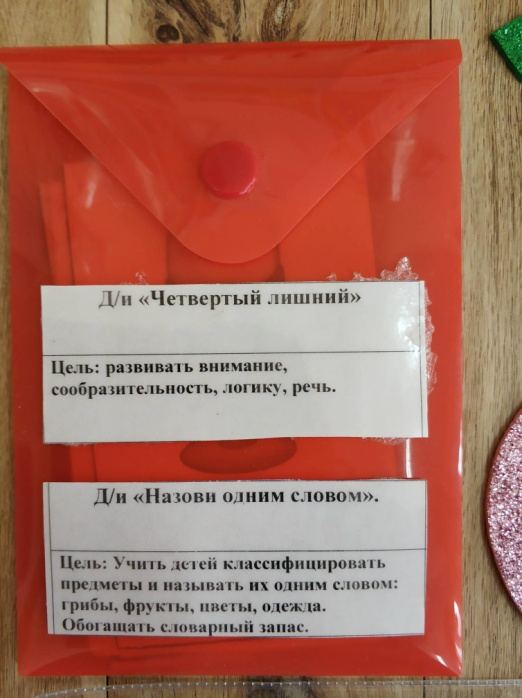 Д/и «Четвертый лишний»
Цель: развивать внимание,
сообразительность, логику, речь.
Д/и «Назови одним словом».
Цель: Учить детей классифицировать
предметы и называть их одним словом:
грибы, фрукты, цветы, одежда.
Обогащать словарный запас.